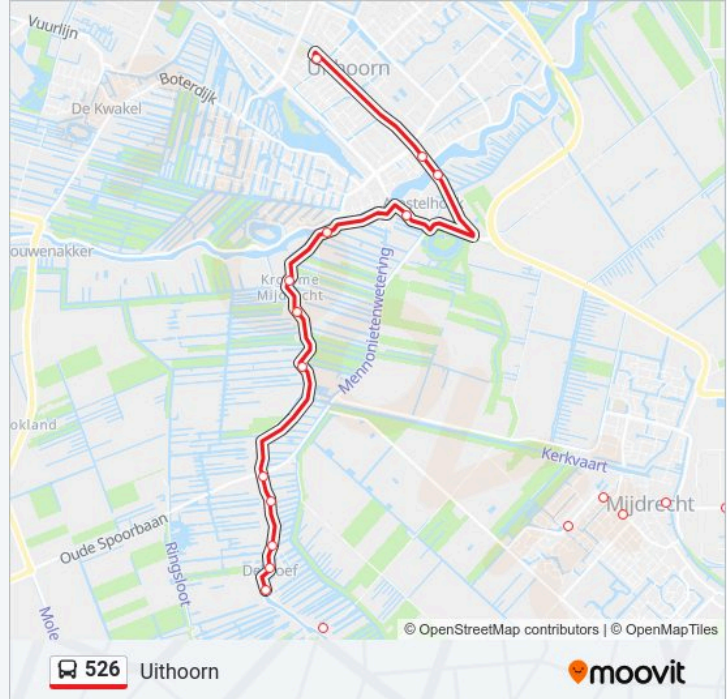 Vuurlijn
Uithoorn
Boterdijk
De Kwakel
Amstelhoek
ouwenakker
Kromme
Mijdrecht
Mennonietenwetering
okland
Kerkvaart
Mijdrecht
Oude Spoorbaan
Ringsloot
De Hoef
Mole
© OpenStreetMap contributors | © OpenMapTiles
526 Uithoorn
moovit